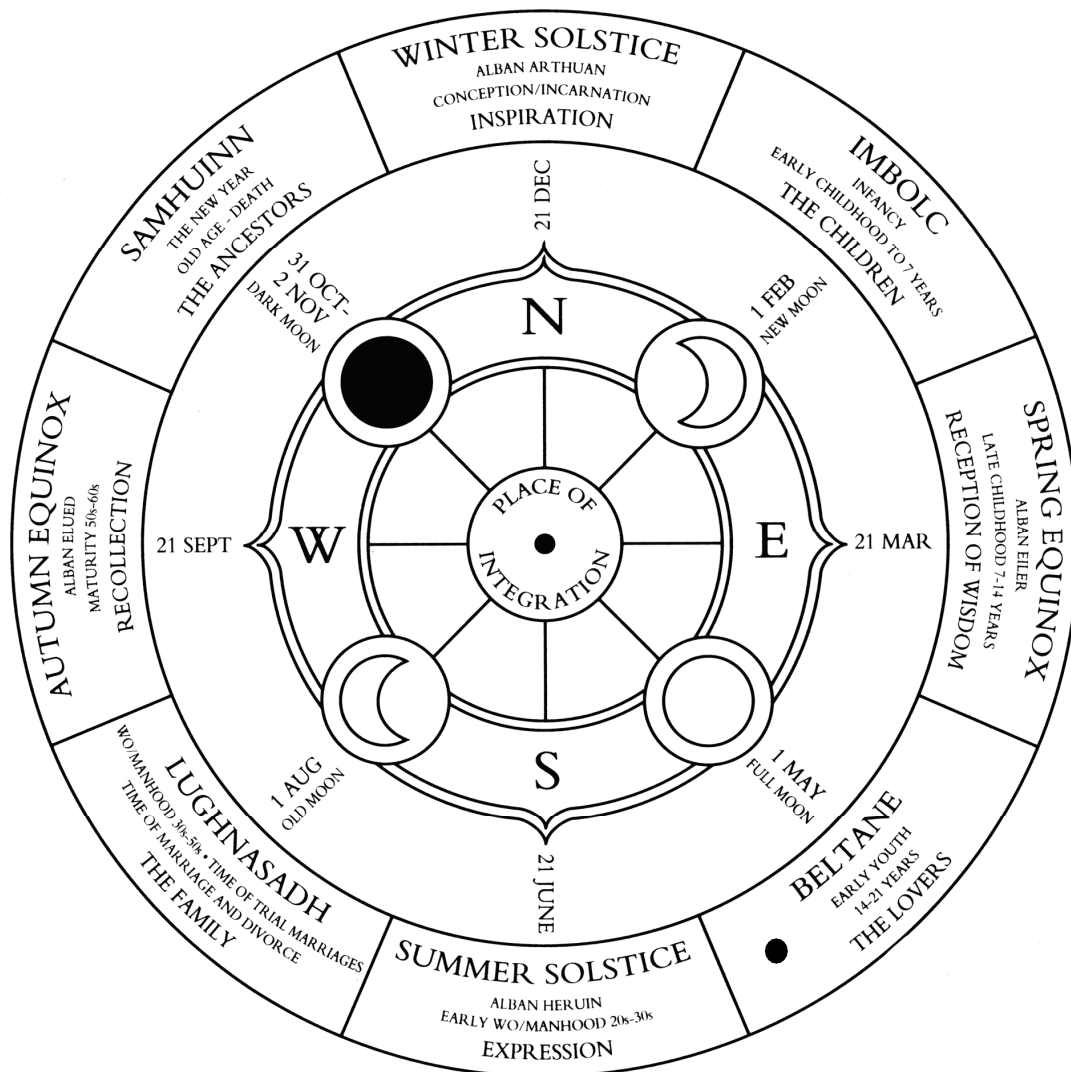 WINTER SOLSTICE
ALBAN ARTHUAN
CONCEPTION/INCARNATION
INSPIRATION
21 DEC
IMBOLC
INFANCY
EARLY CHILDHOOD TO 7 YEARS
THE CHILDREN
1 FEB
NEW MOON
SPRING EQUINOX
ALBAN EILER
LATE CHILDHOOD 7-14 YEARS
RECEPTION OF WISDOM
21 MAR
BELTANE
EARLY YOUTH
14-21 YEARS
THE LOVERS
1 MAY
FULL MOON
SUMMER SOLSTICE
ALBAN HERUIN
EARLY WO/MANHOOD 20s-30s
EXPRESSION
21 JUNE
LUGHNASADH
WO/MANHOOD 30s-50s • TIME OF TRIAL MARRIAGES
TIME OF MARRIAGE AND DIVORCE
THE FAMILY
1 AUG
OLD MOON
AUTUMN EQUINOX
ALBAN ELUED
MATURITY 50s-60s
RECOLLECTION
21 SEPT
SAMHUINN
THE NEW YEAR
OLD AGE - DEATH
THE ANCESTORS
31 OCT-
2 NOV
DARK MOON
N
E
S
W
PLACE OF
INTEGRATION